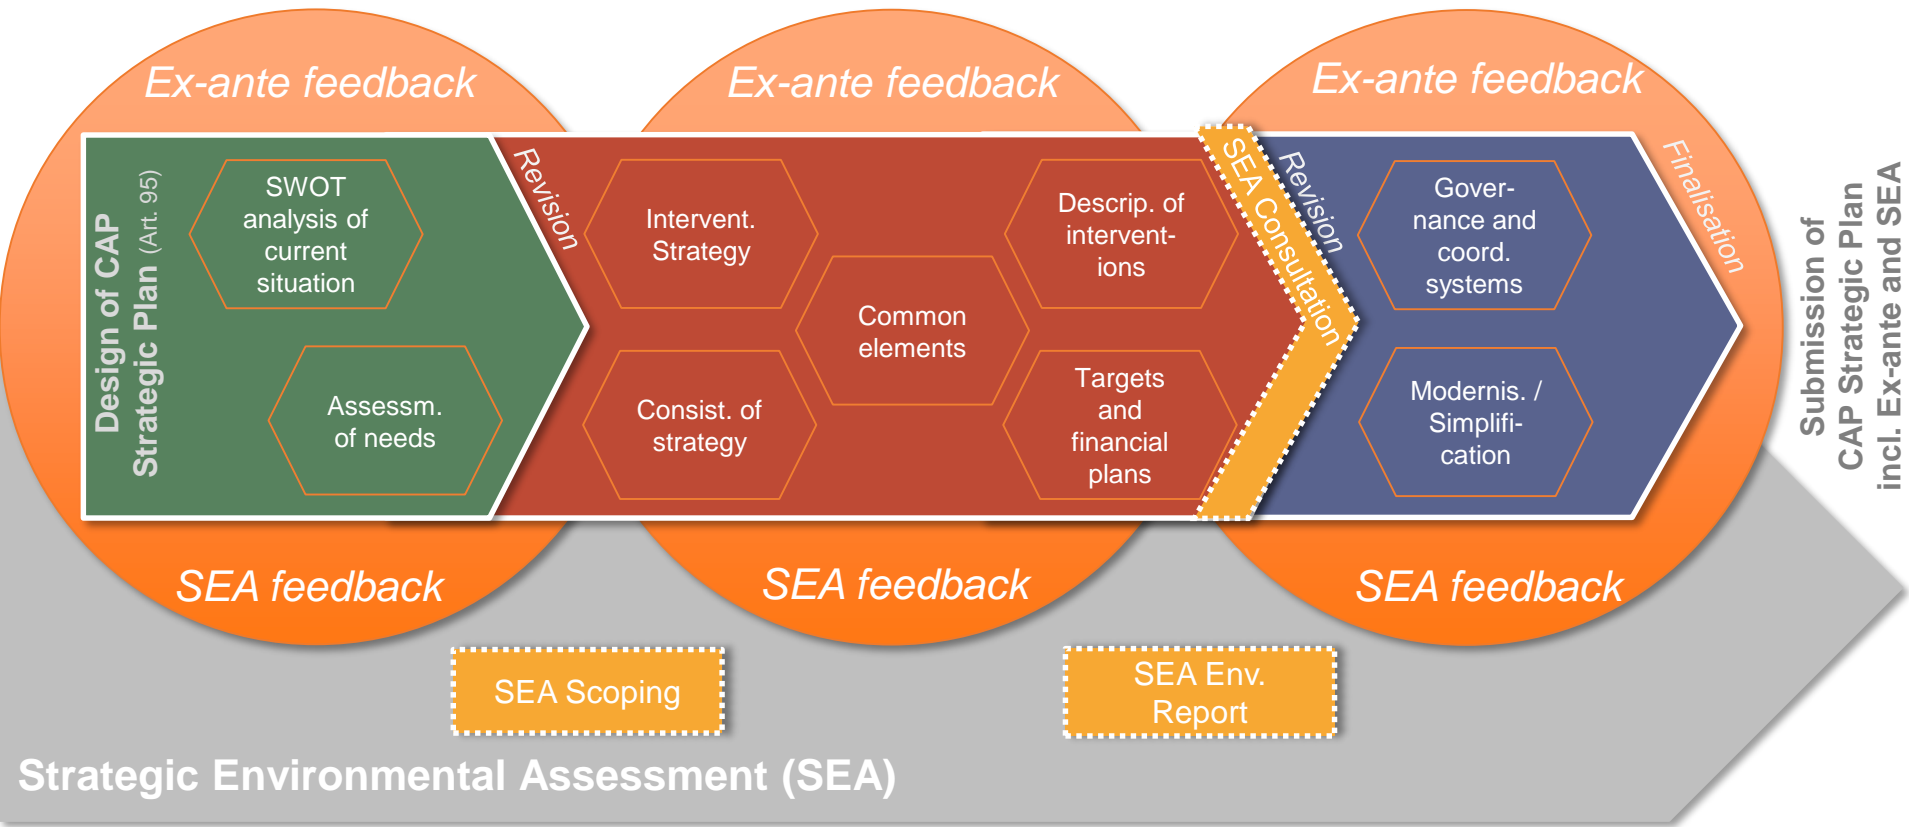 Ex-ante feedback
Ex-ante feedback
Ex-ante feedback
Design of CAP
Strategic Plan (Art. 95)
SWOT
analysis of
current
situation
Assessm.
of needs
Revision
Intervent.
Strategy
Consist. of
strategy
Common
elements
Descrip. of
intervent-
ions
Targets
and
financial
plans
SEA Consultation
Revision
Gover-
nance and
coord.
systems
Modernis. /
Simplifi-
cation
Finalisation
Submission of
CAP Strategic Plan
incl. Ex-ante and SEA
SEA feedback
SEA feedback
SEA feedback
SEA Scoping
SEA Env.
Report
Strategic Environmental Assessment (SEA)